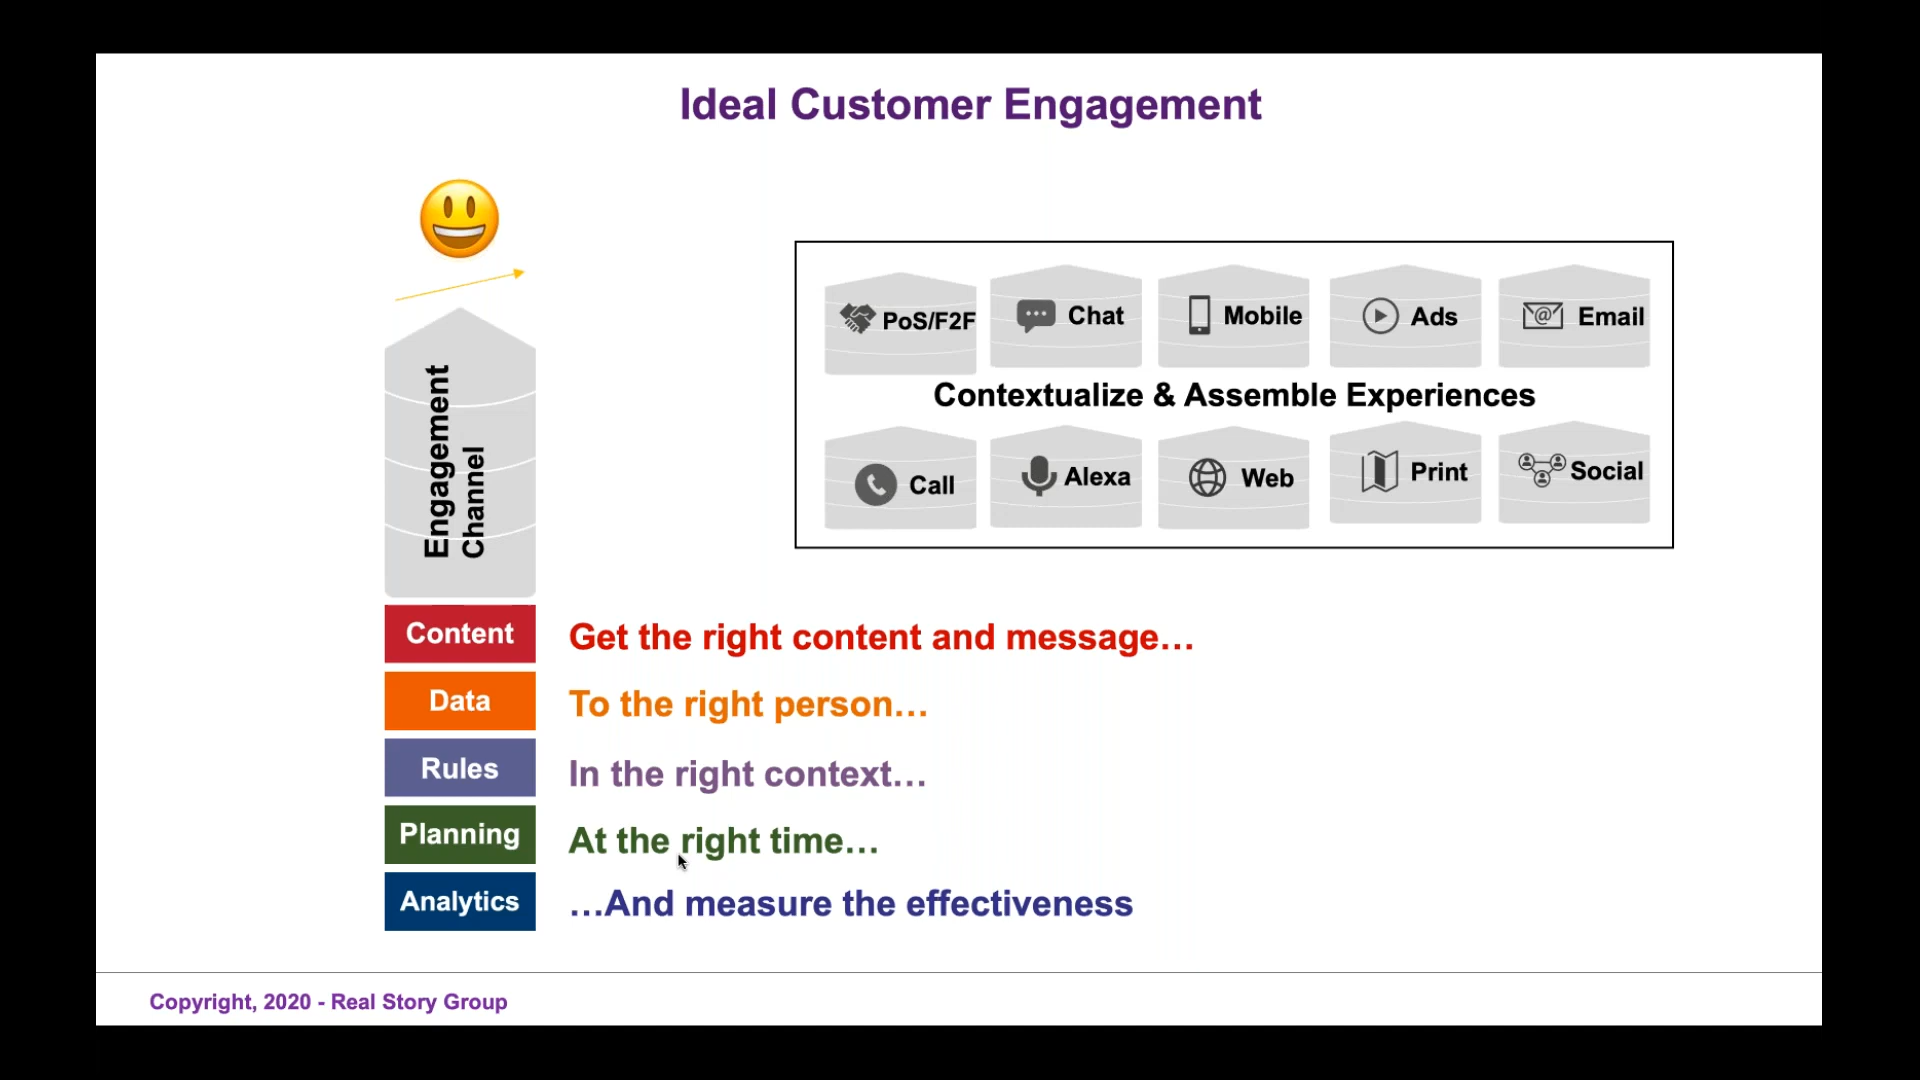 Ideal Customer Engagement
PoS/F2F
Chat
Mobile
Ads
Email
Contextualize & Assemble Experiences
Call
Alexa
Web
Print
Social
Engagement
Channel
Content
Get the right content and message…
Data
To the right person…
Rules
In the right context…
Planning
At the right time…
Analytics
…And measure the effectiveness
Copyright, 2020 - Real Story Group